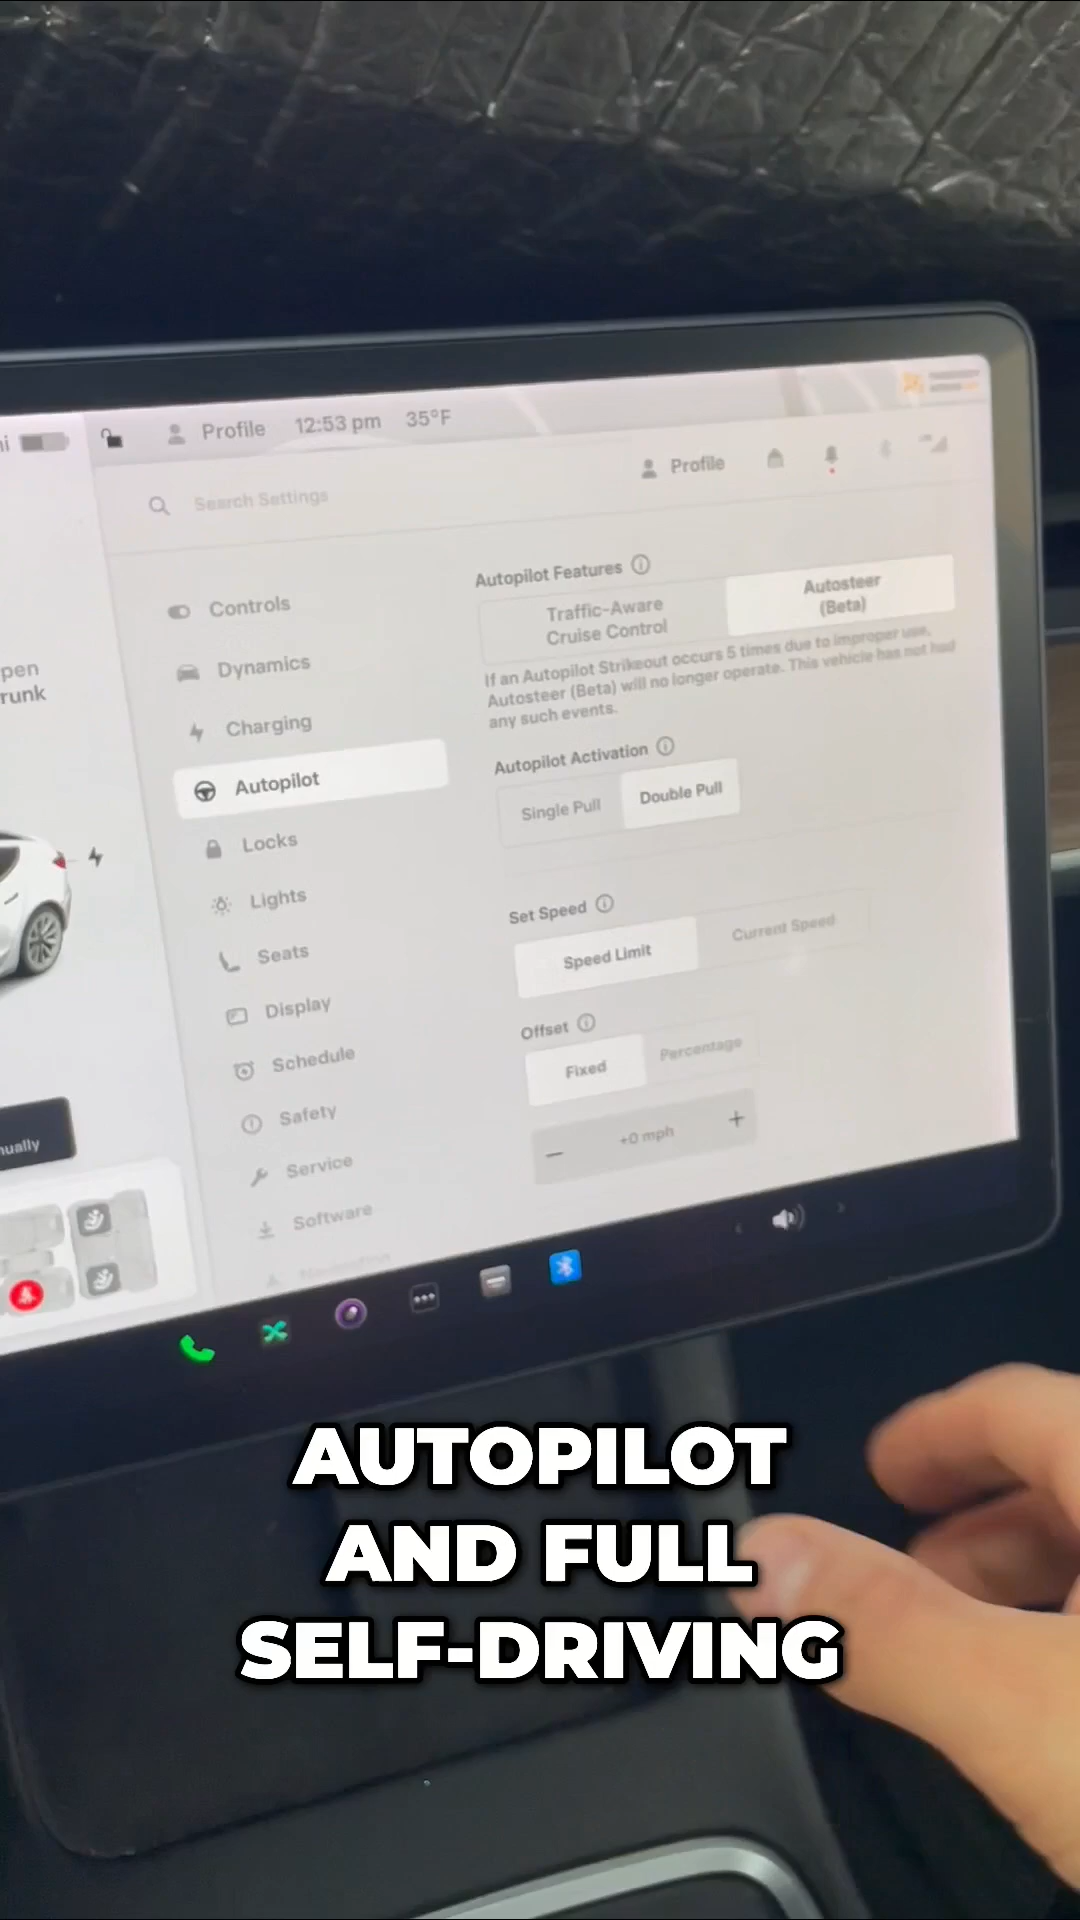 Profile 12:53 pm 35°F
Search Settings
Profile
Controls
Dynamics
Charging
Autopilot
Locks
Lights
Seats
Display
Schedule
Safety
Service
Software
Autopilot Features
Traffic-Aware
Cruise Control
Autosteer
(Beta)
If an Autopilot Strikeout occurs 5 times due to improper use,
Autosteer (Beta) will no longer operate. This vehicle has not had
any such events.
Autopilot Activation
Single Pull
Double Pull
Set Speed
Speed Limit
Current Speed
Offset
Fixed
Percentage
− +0 mph +
pen
runk
nually
AUTOPILOT
AND FULL
SELF-DRIVING